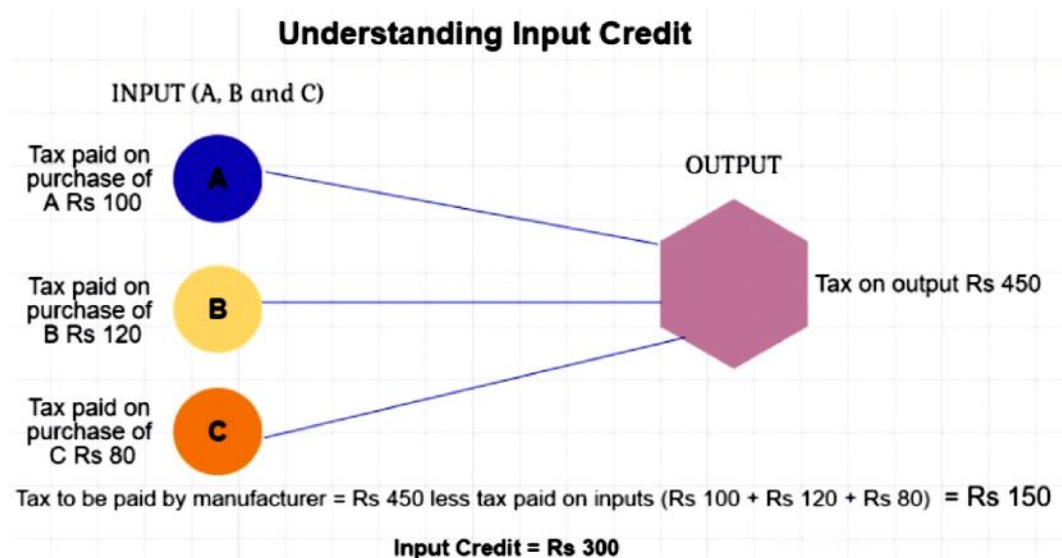 Understanding Input Credit
INPUT (A, B and C)
Tax paid on
purchase of
A Rs 100
A
OUTPUT
Tax paid on
purchase of
B Rs 120
B
Tax on output Rs 450
Tax paid on
purchase of
C Rs 80
C
Tax to be paid by manufacturer = Rs 450 less tax paid on inputs (Rs 100 + Rs 120 + Rs 80) = Rs 150
Input Credit = Rs 300